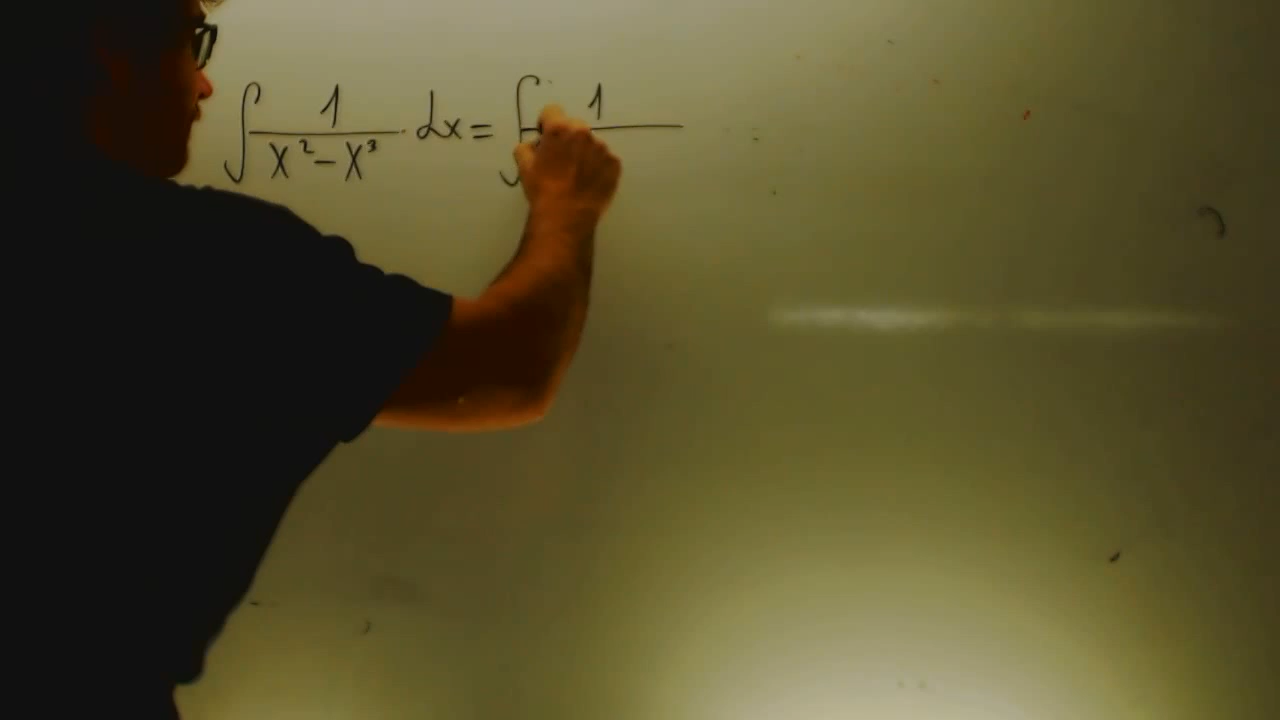 ∫ 1/(x² − x³) · dx = ∫ 1/